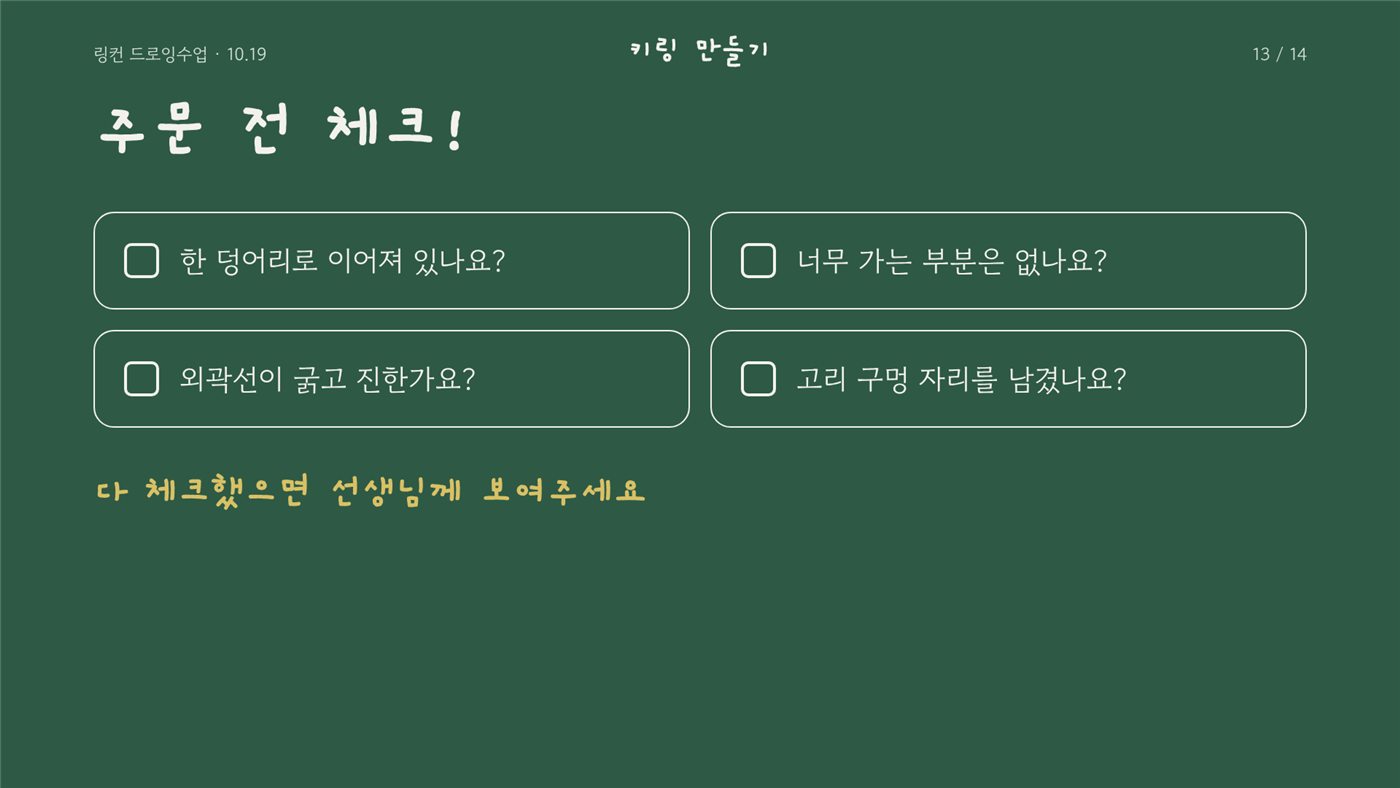 링컨 드로잉수업 · 10.19
키링 만들기
13 / 14
주문 전 체크!
한 덩어리로 이어져 있나요?
너무 가는 부분은 없나요?
외곽선이 굵고 진한가요?
고리 구멍 자리를 남겼나요?
다 체크했으면 선생님께 보여주세요